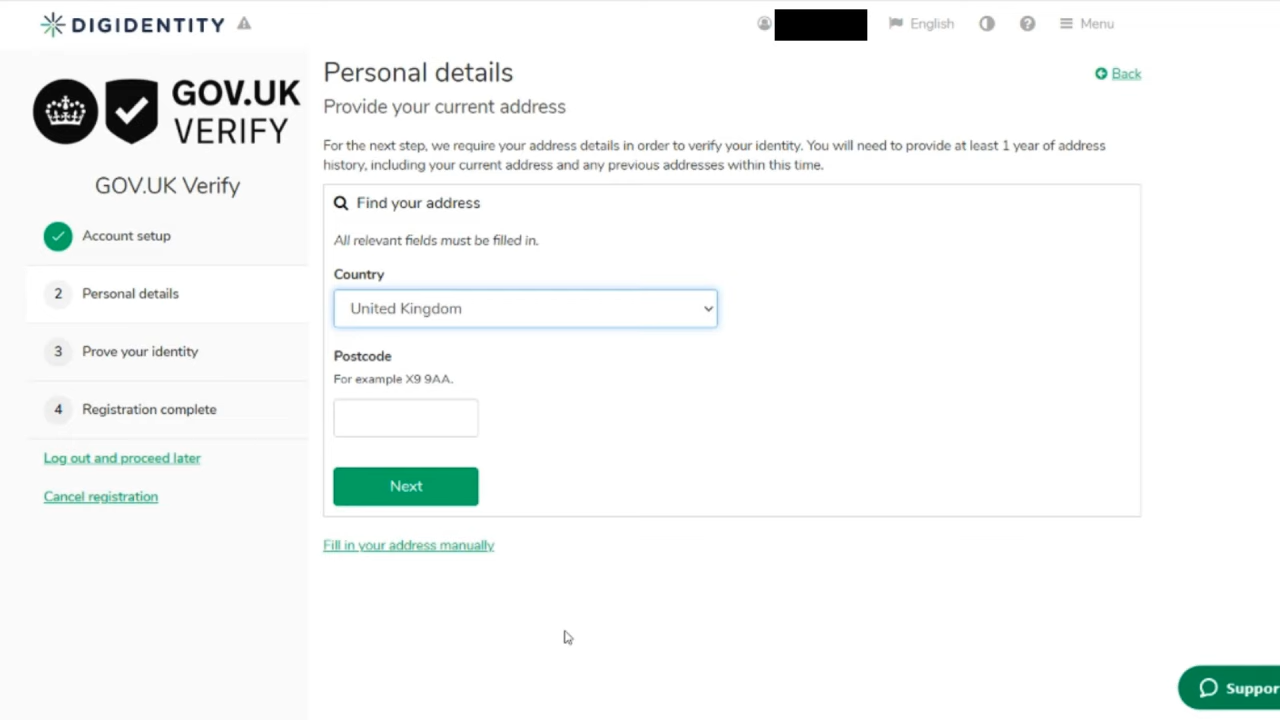 DIGIDENTITY
English
Menu
GOV.UK
VERIFY
GOV.UK Verify
Account setup
2 Personal details
3 Prove your identity
4 Registration complete
Log out and proceed later
Cancel registration
Personal details
Back
Provide your current address
For the next step, we require your address details in order to verify your identity. You will need to provide at least 1 year of address
history, including your current address and any previous addresses within this time.
Find your address
All relevant fields must be filled in.
Country
United Kingdom
Postcode
For example X9 9AA.
Next
Fill in your address manually
Suppor